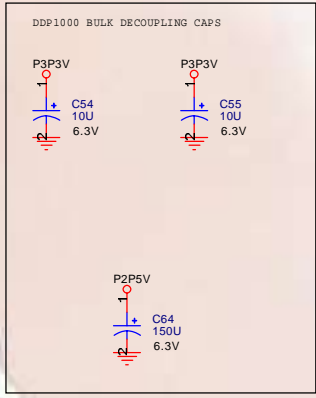 DDP1000 BULK DECOUPLING CAPS
P3P3V
1
+
C54
10U
6.3V
2
P3P3V
1
+
C55
10U
6.3V
2
P2P5V
1
+
C64
150U
6.3V
2